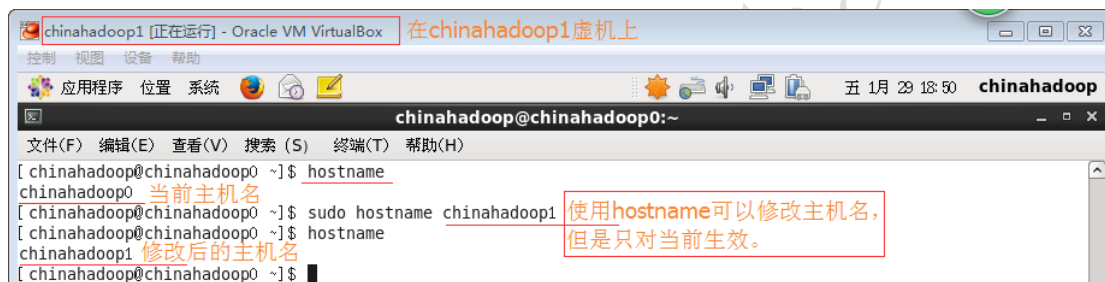 chinahadoop1 [正在运行] - Oracle VM VirtualBox 在chinahadoop1虚机上
控制 视图 设备 帮助
应用程序 位置 系统 五 1月 29 18:50 chinahadoop
chinahadoop@chinahadoop0:~
文件(F) 编辑(E) 查看(V) 搜索 (S) 终端(T) 帮助(H)
[chinahadoop@chinahadoop0 ~]$ hostname
chinahadoop0 当前主机名
[chinahadoop@chinahadoop0 ~]$ sudo hostname chinahadoop1 使用hostname可以修改主机名，
[chinahadoop@chinahadoop0 ~]$ hostname 但是只对当前生效。
chinahadoop1 修改后的主机名
[chinahadoop@chinahadoop0 ~]$